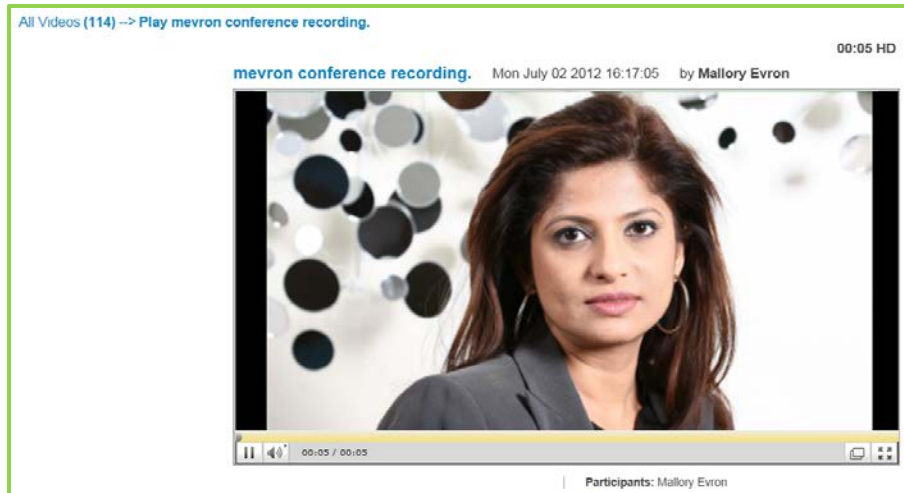 All Videos (114) --> Play mevron conference recording.
00:05 HD
mevron conference recording. Mon July 02 2012 16:17:05 by Mallory Evron
00:05 / 00:05
Participants: Mallory Evron